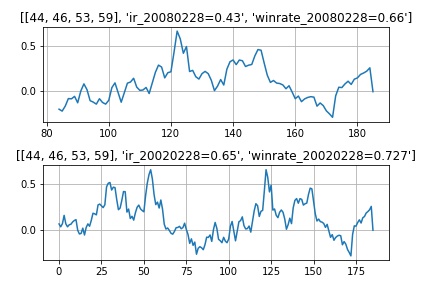 [[44, 46, 53, 59], 'ir_20080228=0.43', 'winrate_20080228=0.66']
0.5
0.0
80 100 120 140 160 180
[[44, 46, 53, 59], 'ir_20020228=0.65', 'winrate_20020228=0.727']
0.5
0.0
0 25 50 75 100 125 150 175